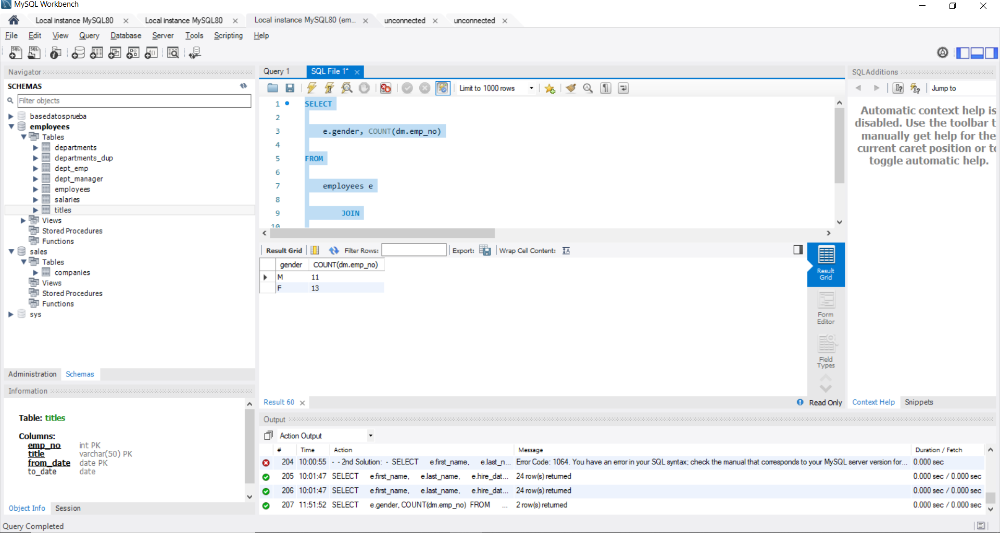 MySQL Workbench
Local instance MySQL80
Local instance MySQL80
Local instance MySQL80 (em...
unconnected
unconnected
File Edit View Query Database Server Tools Scripting Help
Navigator
SCHEMAS
Filter objects
basedatosprueba
employees
Tables
departments
departments_dup
dept_emp
dept_manager
employees
salaries
titles
Views
Stored Procedures
Functions
sales
Tables
companies
Views
Stored Procedures
Functions
sys
Administration Schemas
Information
Table: titles
Columns:
emp_no int PK
title varchar(50) PK
from_date date PK
to_date date
Object Info Session
Query 1 SQL File 1*
Limit to 1000 rows
1 SELECT
2
3 e.gender, COUNT(dm.emp_no)
4
5 FROM
6
7 employees e
8
9 JOIN
10
Result Grid Filter Rows: Export: Wrap Cell Content:
gender COUNT(dm.emp_no)
M 11
F 13
Result Grid
Form Editor
Field Types
Result 60
Read Only
SQLAdditions
Jump to
Automatic context help is
disabled. Use the toolbar t
manually get help for the
current caret position or to
toggle automatic help.
Context Help Snippets
Output
Action Output
# Time Action Message Duration / Fetch
204 10:00:55 - - 2nd Solution: - SELECT e.first_name, e.last_n... Error Code: 1064. You have an error in your SQL syntax; check the manual that corresponds to your MySQL server version for... 0.000 sec
205 10:01:47 SELECT e.first_name, e.last_name, e.hire_dat... 24 row(s) returned 0.000 sec / 0.000 sec
206 10:01:47 SELECT e.first_name, e.last_name, e.hire_dat... 24 row(s) returned 0.000 sec / 0.000 sec
207 11:51:52 SELECT e.gender, COUNT(dm.emp_no) FROM ... 2 row(s) returned 0.000 sec / 0.000 sec
Query Completed